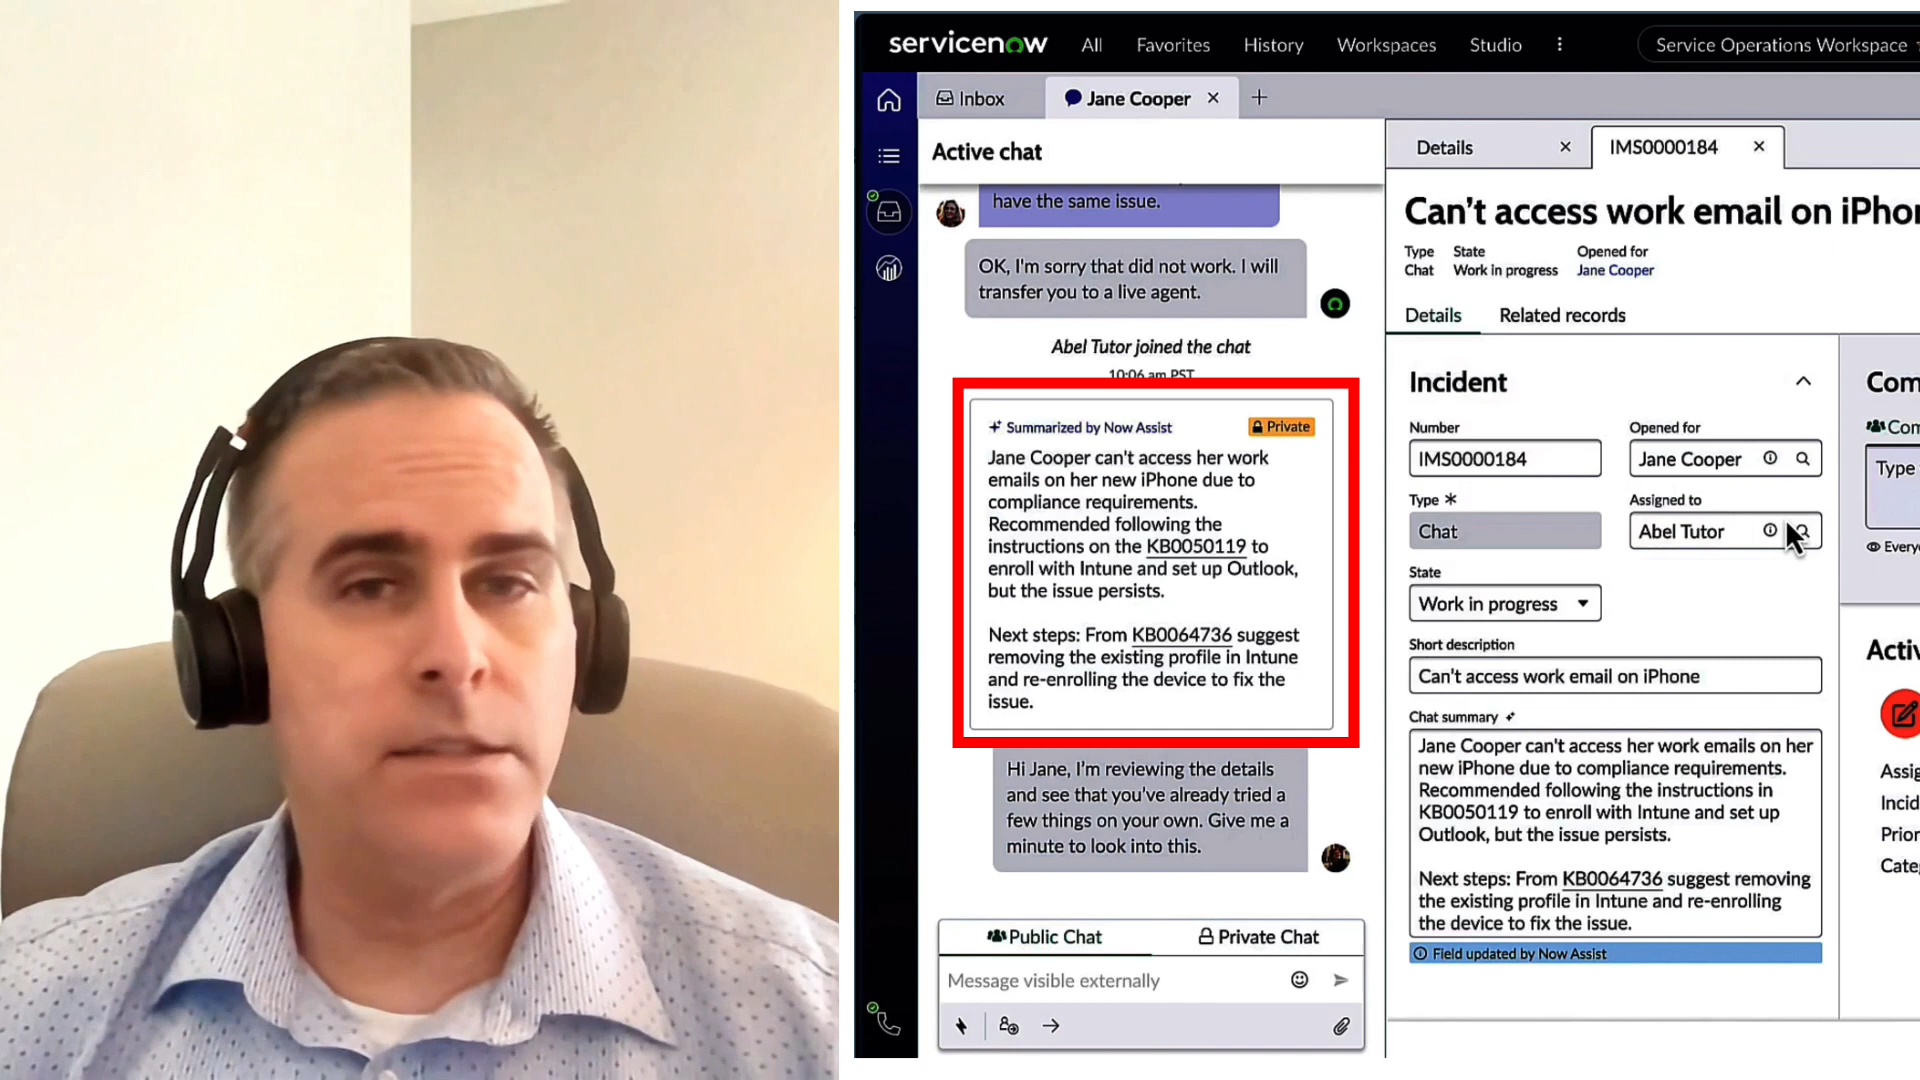 servicenow
All Favorites History Workspaces Studio
Service Operations Workspace
Inbox
Jane Cooper
Active chat
have the same issue.
OK, I'm sorry that did not work. I will
transfer you to a live agent.
Abel Tutor joined the chat
10:06 am PST
Summarized by Now Assist
Private
Jane Cooper can't access her work
emails on her new iPhone due to
compliance requirements.
Recommended following the
instructions on the KB0050119 to
enroll with Intune and set up Outlook,
but the issue persists.
Next steps: From KB0064736 suggest
removing the existing profile in Intune
and re-enrolling the device to fix the
issue.
Hi Jane, I'm reviewing the details
and see that you've already tried a
few things on your own. Give me a
minute to look into this.
Public Chat
Private Chat
Message visible externally
Details
IMS0000184
Can't access work email on iPhon
Type State Opened for
Chat Work in progress Jane Cooper
Details Related records
Incident
Number
IMS0000184
Opened for
Jane Cooper
Type *
Chat
Assigned to
Abel Tutor
State
Work in progress
Short description
Can't access work email on iPhone
Chat summary
Jane Cooper can't access her work emails on her
new iPhone due to compliance requirements.
Recommended following the instructions in
KB0050119 to enroll with Intune and set up
Outlook, but the issue persists.
Next steps: From KB0064736 suggest removing
the existing profile in Intune and re-enrolling
the device to fix the issue.
Field updated by Now Assist
Com
Com
Type
Every
Activ
Assig
Incid
Prior
Cate